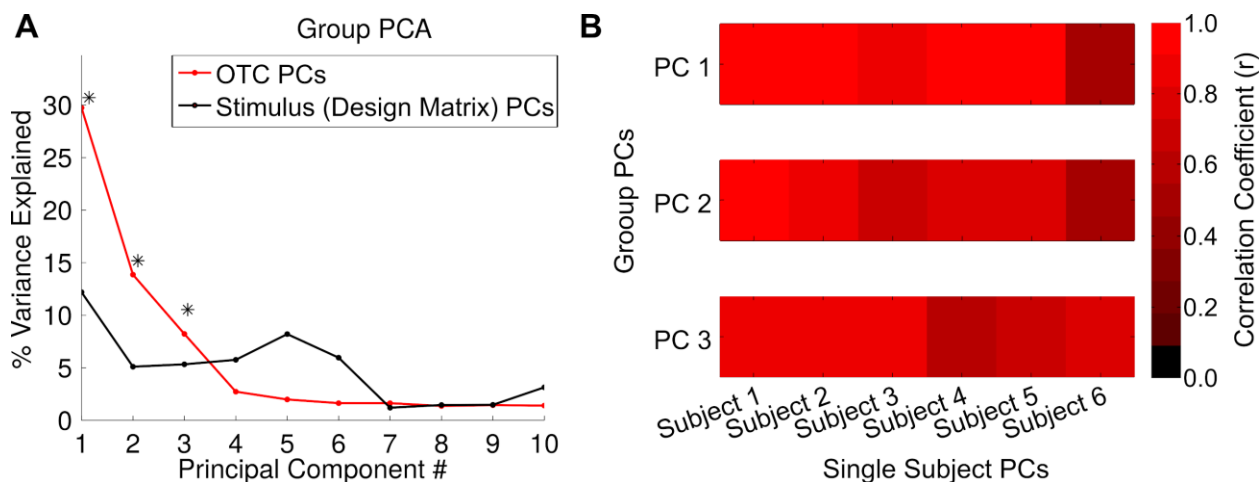 A
Group PCA
OTC PCs
Stimulus (Design Matrix) PCs
% Variance Explained
30
25
20
15
10
5
0
1 2 3 4 5 6 7 8 9 10
Principal Component #
B
Grooup PCs
PC 1
PC 2
PC 3
Subject 1 Subject 2 Subject 3 Subject 4 Subject 5 Subject 6
Single Subject PCs
1.0
0.8
0.6
0.4
0.2
0.0
Correlation Coefficient (r)